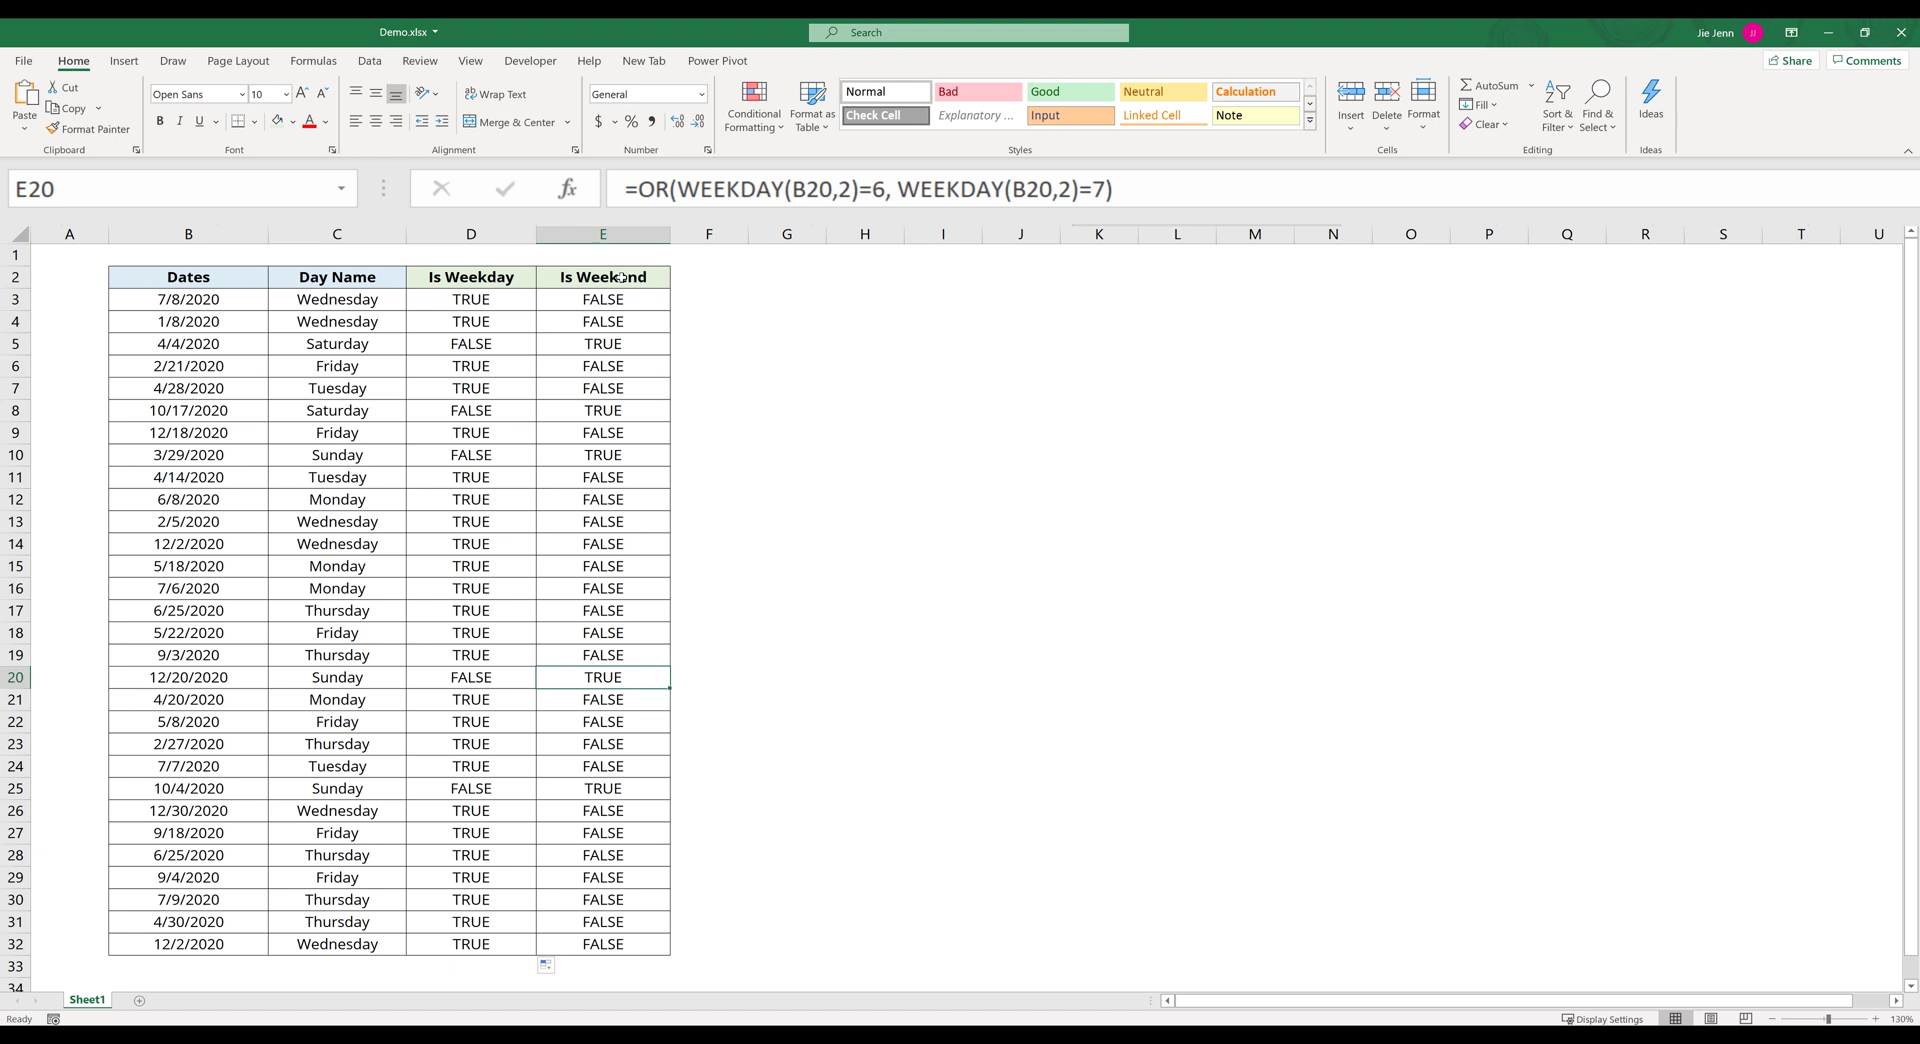 Demo.xlsx
Search
Jie Jenn
JJ
File Home Insert Draw Page Layout Formulas Data Review View Developer Help New Tab Power Pivot
Share
Comments
Paste
Cut
Copy
Format Painter
Clipboard
Open Sans
10
A A
B I U
A
Font
Wrap Text
Merge & Center
Alignment
General
$ % ,
Number
Conditional Formatting
Format as Table
Normal Bad Good Neutral Calculation
Check Cell Explanatory ... Input Linked Cell Note
Styles
Insert Delete Format
Cells
AutoSum
Fill
Clear
Sort & Filter
Find & Select
Editing
Ideas
Ideas
E20
fx
=OR(WEEKDAY(B20,2)=6, WEEKDAY(B20,2)=7)
A B C D E F G H I J K L M N O P Q R S T U
1
2 Dates Day Name Is Weekday Is Weekend
3 7/8/2020 Wednesday TRUE FALSE
4 1/8/2020 Wednesday TRUE FALSE
5 4/4/2020 Saturday FALSE TRUE
6 2/21/2020 Friday TRUE FALSE
7 4/28/2020 Tuesday TRUE FALSE
8 10/17/2020 Saturday FALSE TRUE
9 12/18/2020 Friday TRUE FALSE
10 3/29/2020 Sunday FALSE TRUE
11 4/14/2020 Tuesday TRUE FALSE
12 6/8/2020 Monday TRUE FALSE
13 2/5/2020 Wednesday TRUE FALSE
14 12/2/2020 Wednesday TRUE FALSE
15 5/18/2020 Monday TRUE FALSE
16 7/6/2020 Monday TRUE FALSE
17 6/25/2020 Thursday TRUE FALSE
18 5/22/2020 Friday TRUE FALSE
19 9/3/2020 Thursday TRUE FALSE
20 12/20/2020 Sunday FALSE TRUE
21 4/20/2020 Monday TRUE FALSE
22 5/8/2020 Friday TRUE FALSE
23 2/27/2020 Thursday TRUE FALSE
24 7/7/2020 Tuesday TRUE FALSE
25 10/4/2020 Sunday FALSE TRUE
26 12/30/2020 Wednesday TRUE FALSE
27 9/18/2020 Friday TRUE FALSE
28 6/25/2020 Thursday TRUE FALSE
29 9/4/2020 Friday TRUE FALSE
30 7/9/2020 Thursday TRUE FALSE
31 4/30/2020 Thursday TRUE FALSE
32 12/2/2020 Wednesday TRUE FALSE
33
34
Sheet1
Ready
Display Settings
130%